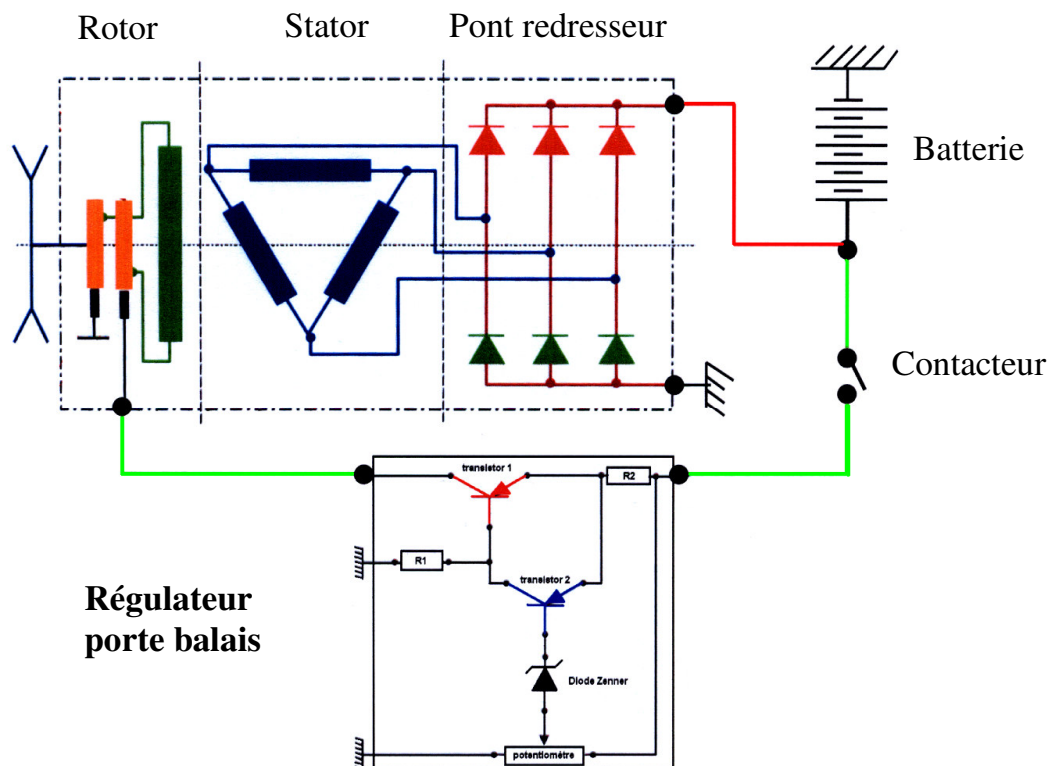 Rotor
Stator
Pont redresseur
Batterie
Contacteur
transistor 1
R2
R1
transistor 2
Régulateur
porte balais
Diode Zenner
potentiomètre